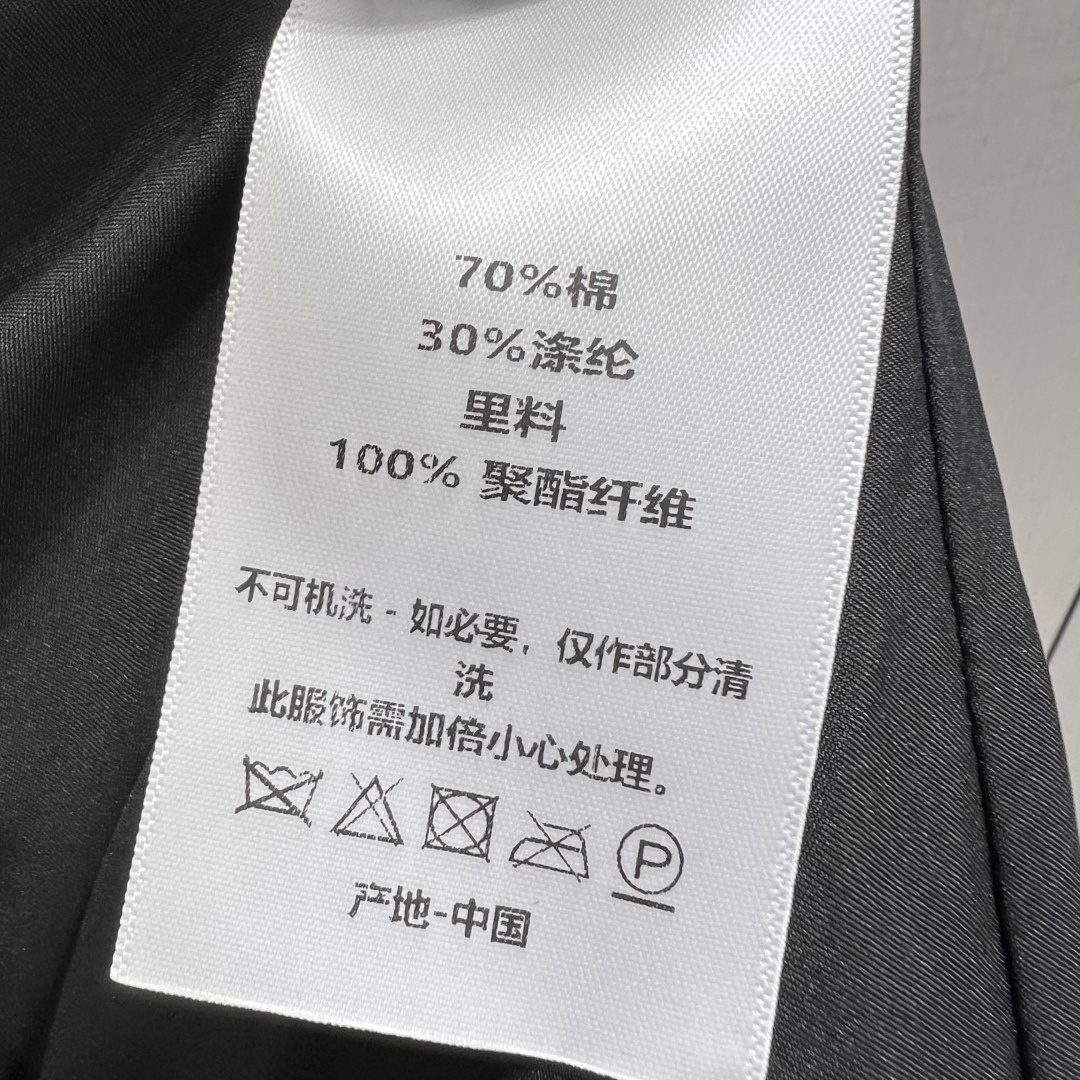 70%棉
30%涤纶
里料
100% 聚酯纤维
不可机洗 - 如必要, 仅作部分清
洗
此服饰需加倍小心处理。
P
产地-中国